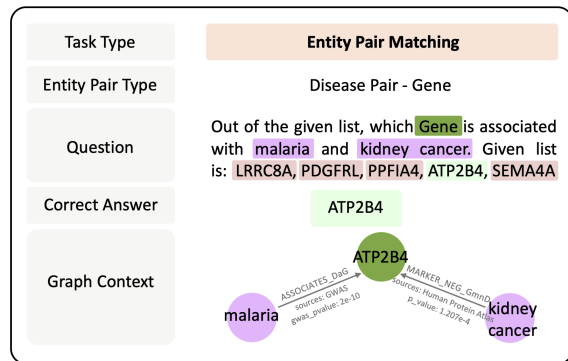 Task Type
Entity Pair Matching
Entity Pair Type
Disease Pair - Gene
Question
Out of the given list, which Gene is associated
with malaria and kidney cancer. Given list
is: LRRC8A, PDGFRL, PPFIA4, ATP2B4, SEMA4A
Correct Answer
ATP2B4
Graph Context
ATP2B4
ASSOCIATES_DaG
sources: GWAS
gwas_pvalue: 2e-10
MARKER_NEG_GmnD
sources: Human Protein Atlas
p_value: 1.207e-4
malaria
kidney
cancer